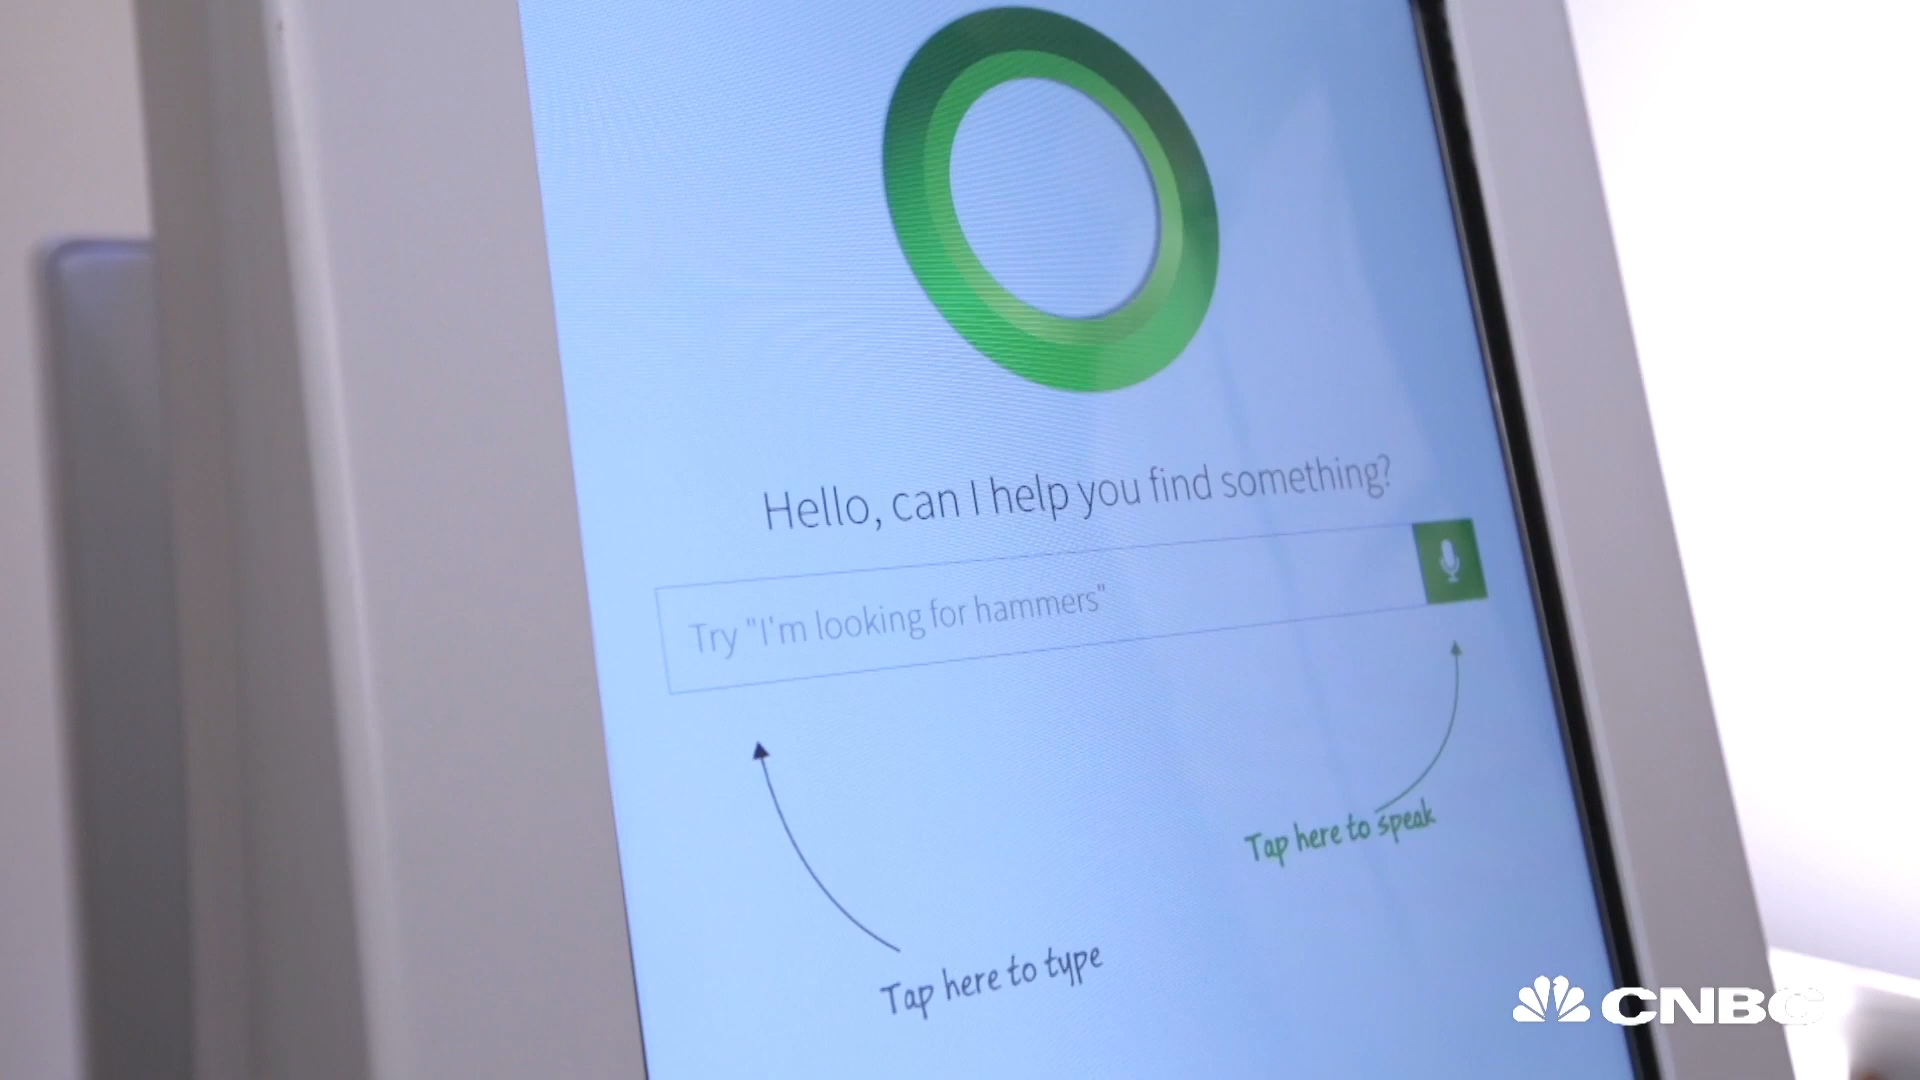 Hello, can I help you find something?
Try "I'm looking for hammers"
Tap here to speak
Tap here to type
CNBC